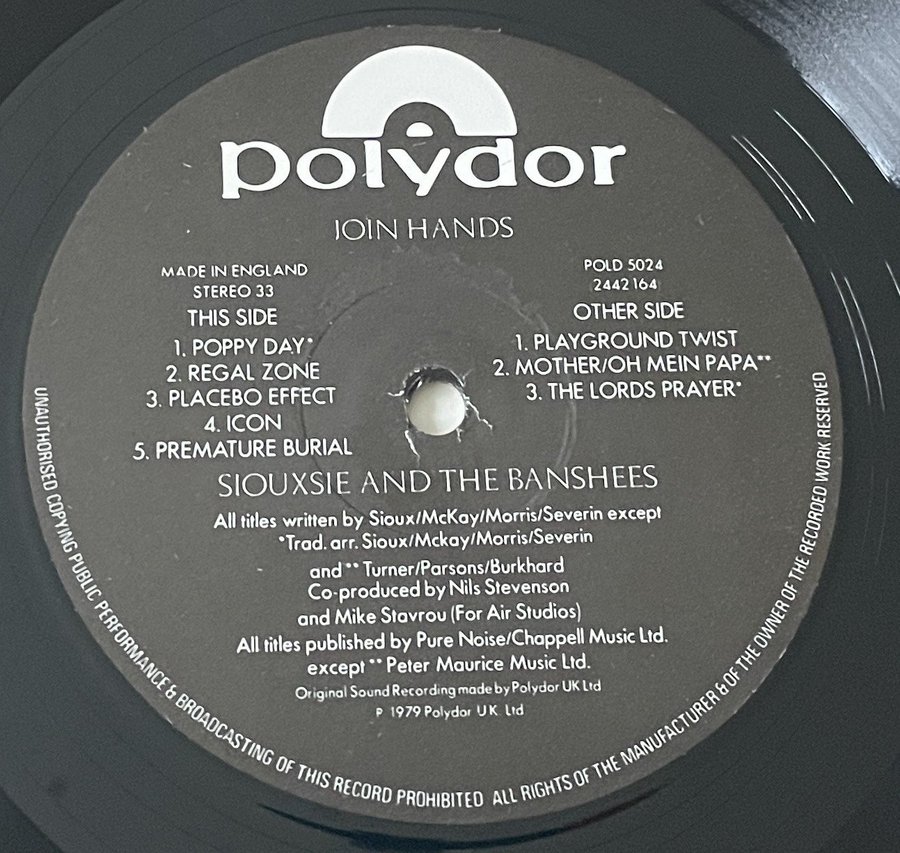 polydor
JOIN HANDS
MADE IN ENGLAND
STEREO 33
THIS SIDE
1. POPPY DAY*
2. REGAL ZONE
3. PLACEBO EFFECT
4. ICON
5. PREMATURE BURIAL
POLD 5024
2442 164
OTHER SIDE
1. PLAYGROUND TWIST
2. MOTHER/OH MEIN PAPA**
3. THE LORDS PRAYER*
SIOUXSIE AND THE BANSHEES
All titles written by Sioux/McKay/Morris/Severin except
*Trad. arr. Sioux/Mckay/Morris/Severin
and ** Turner/Parsons/Burkhard
Co-produced by Nils Stevenson
and Mike Stavrou (For Air Studios)
All titles published by Pure Noise/Chappell Music Ltd.
except ** Peter Maurice Music Ltd.
Original Sound Recording made by Polydor UK Ltd
P 1979 Polydor U K Ltd
UNAUTHORISED COPYING PUBLIC PERFORMANCE & BROADCASTING OF THIS RECORD PROHIBITED ALL RIGHTS OF THE MANUFACTURER & OF THE OWNER OF THE RECORDED WORK RESERVED